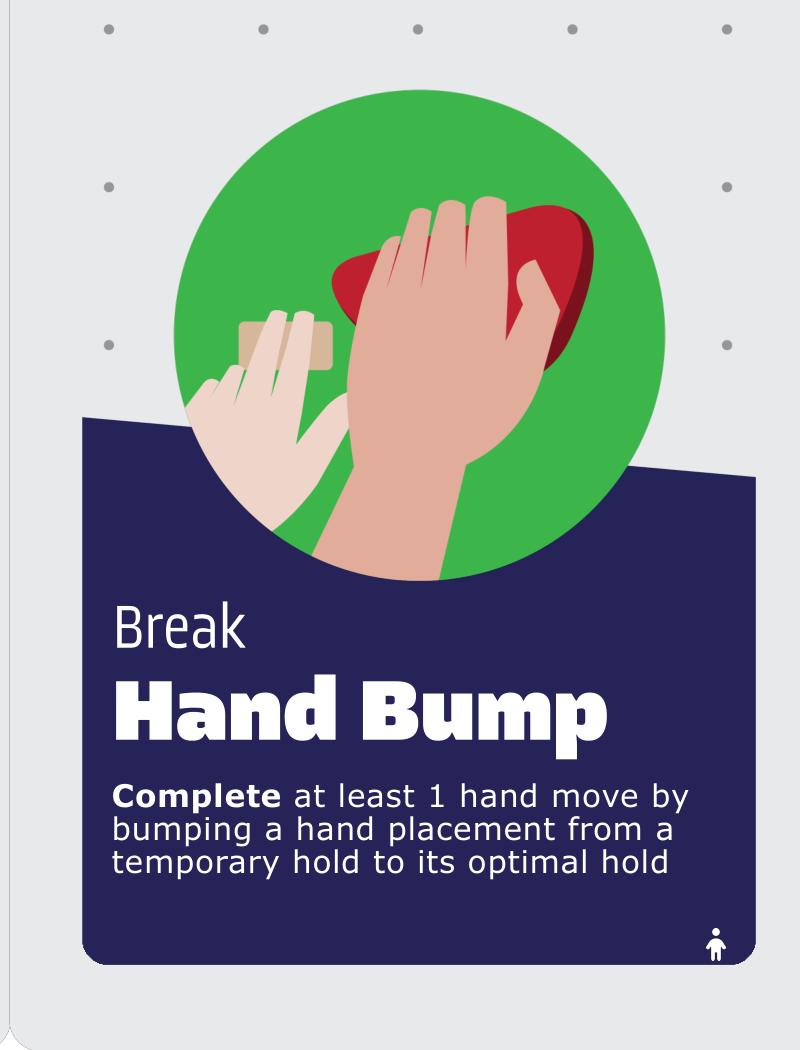 Break
Hand Bump
Complete at least 1 hand move by
bumping a hand placement from a
temporary hold to its optimal hold